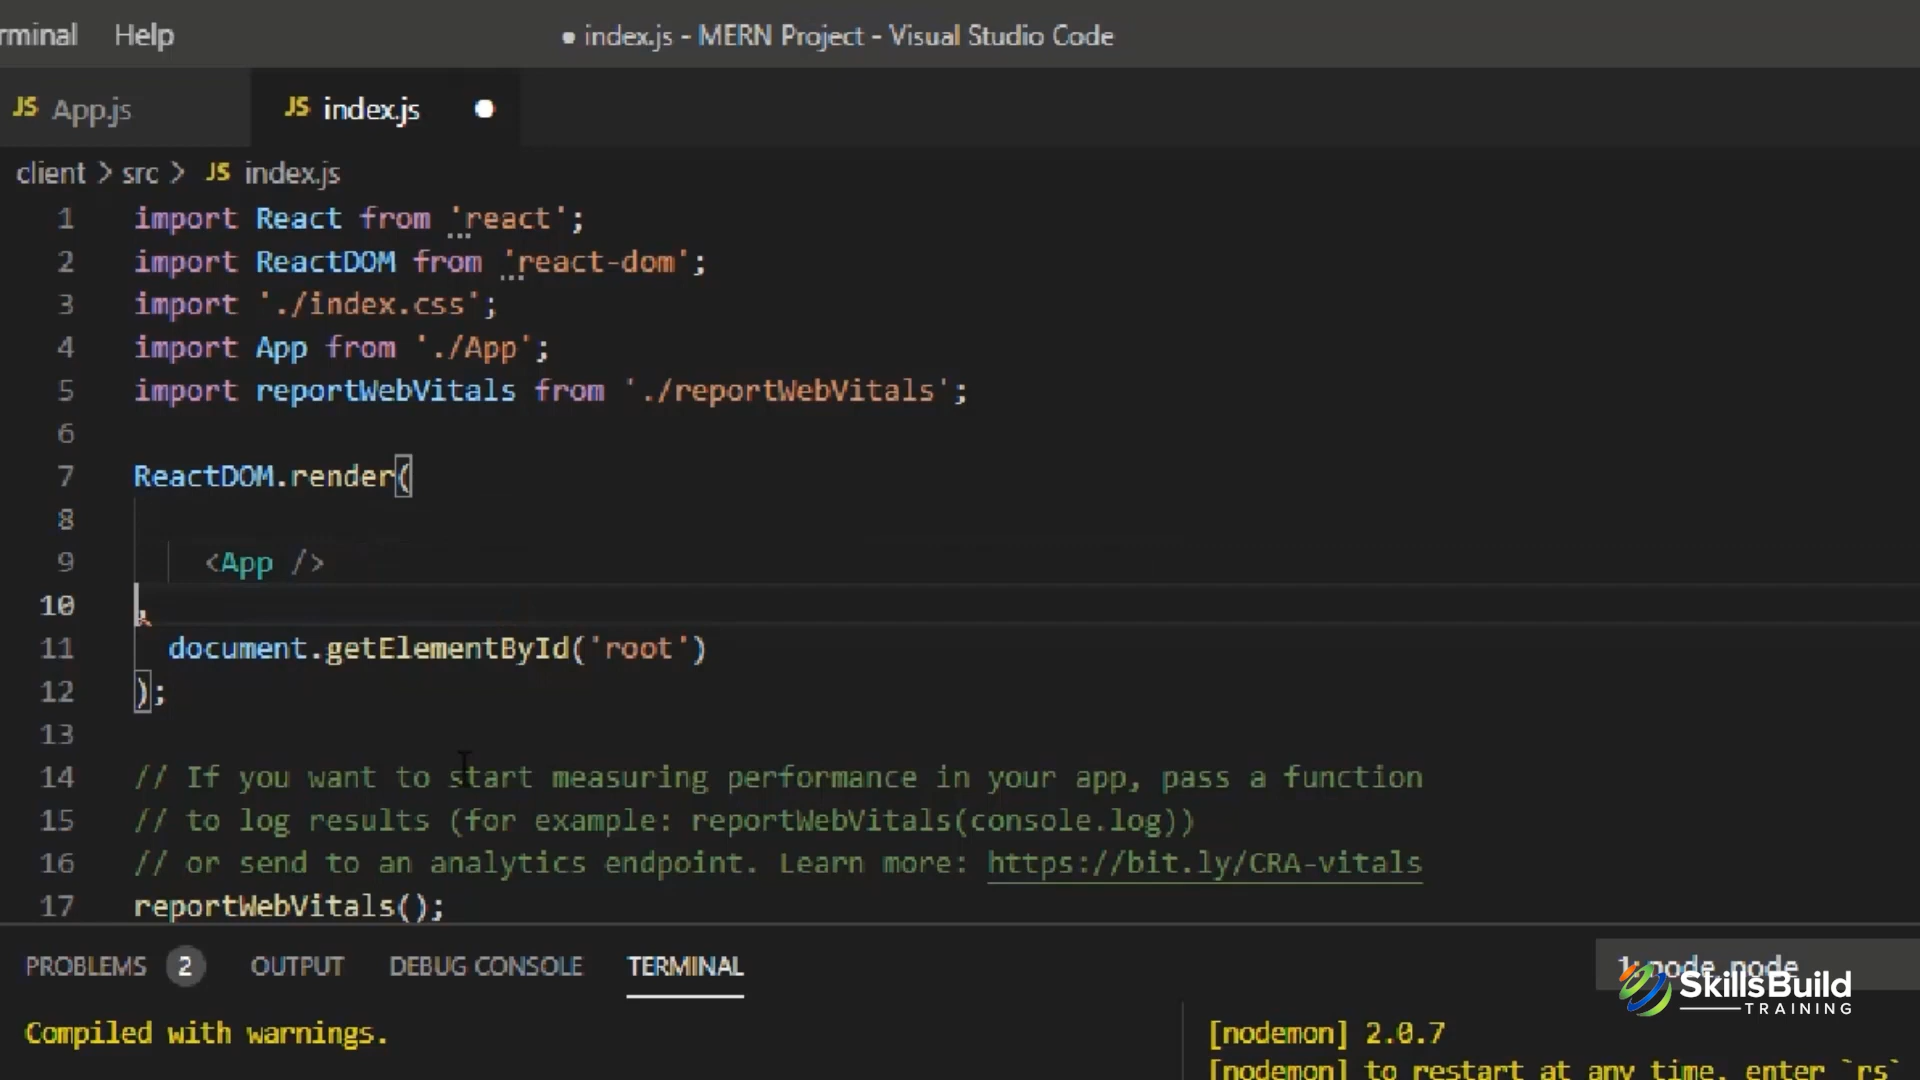 rminal Help
● index.js - MERN Project - Visual Studio Code
JS App.js
JS index.js ●
client > src > JS index.js
1 import React from 'react';
2 import ReactDOM from 'react-dom';
3 import './index.css';
4 import App from './App';
5 import reportWebVitals from './reportWebVitals';
6
7 ReactDOM.render(
8
9 <App />
10 ,
11 document.getElementById('root')
12 );
13
14 // If you want to start measuring performance in your app, pass a function
15 // to log results (for example: reportWebVitals(console.log))
16 // or send to an analytics endpoint. Learn more: https://bit.ly/CRA-vitals
17 reportWebVitals();
PROBLEMS 2 OUTPUT DEBUG CONSOLE TERMINAL
1: node, node
SkillsBuild
TRAINING
Compiled with warnings.
[nodemon] 2.0.7
[nodemon] to restart at any time, enter `rs`